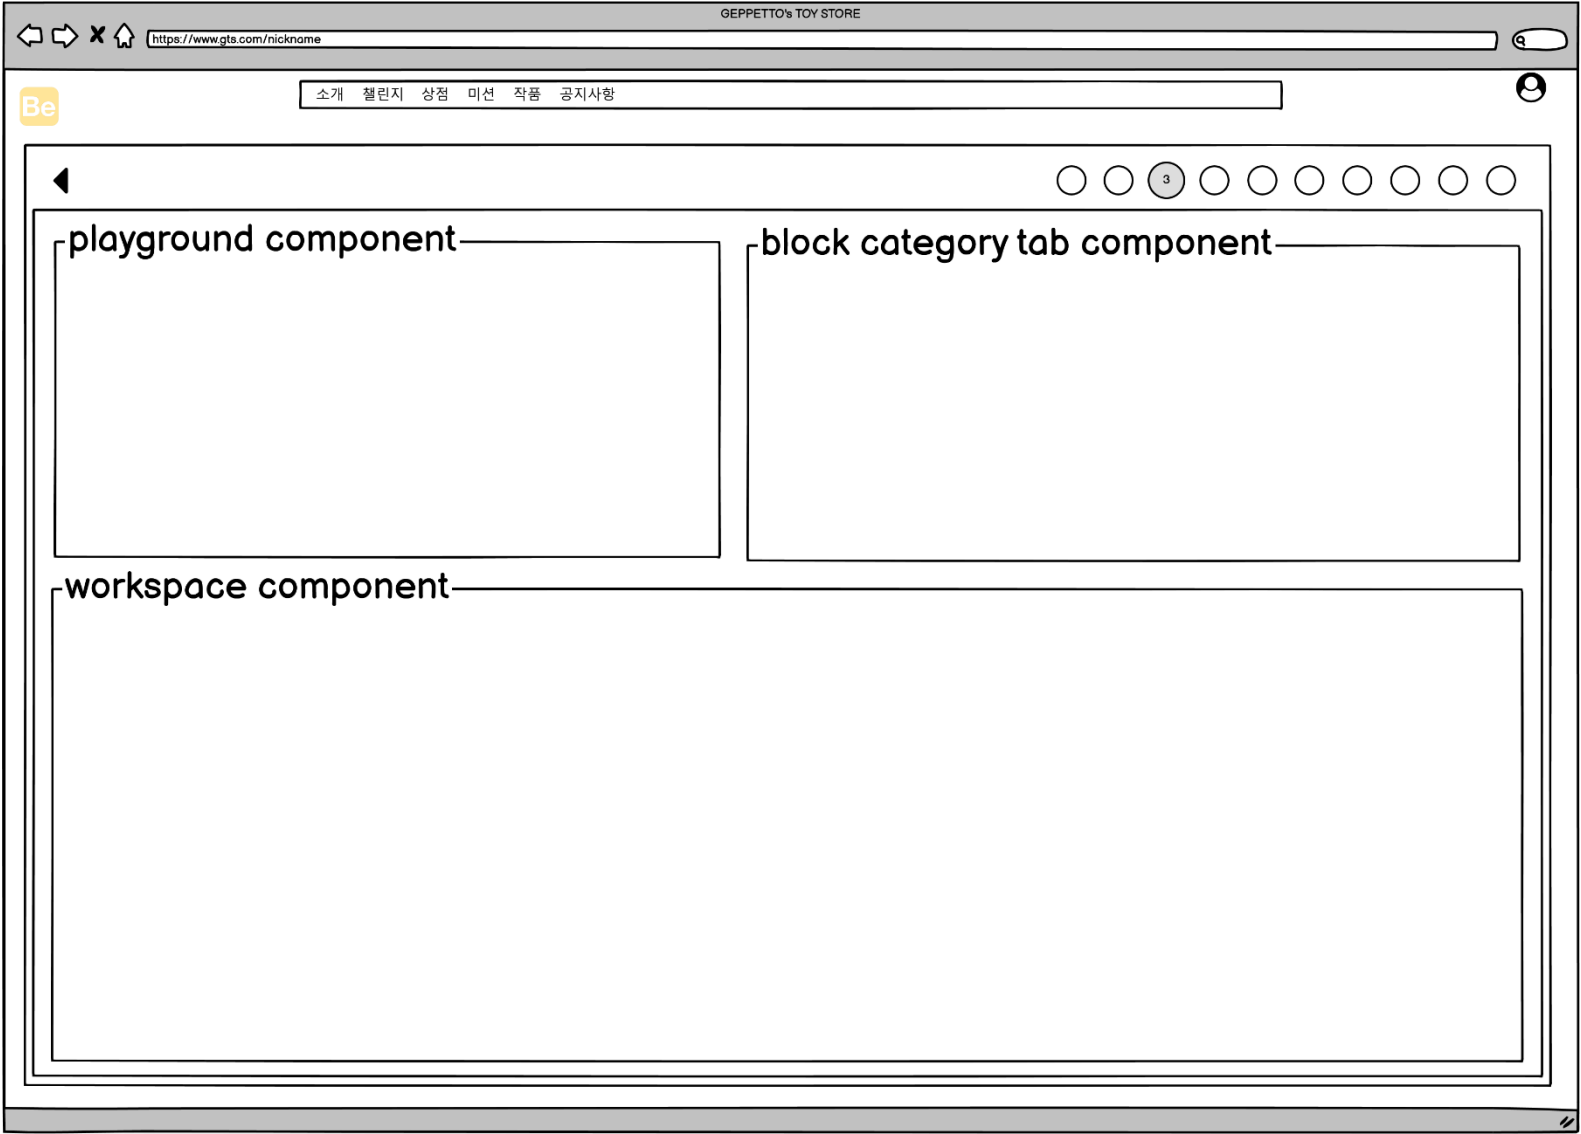 GEPPETTO's TOY STORE
https://www.gts.com/nickname
Be
소개 챌린지 상점 미션 작품 공지사항
3
playground component
block category tab component
workspace component